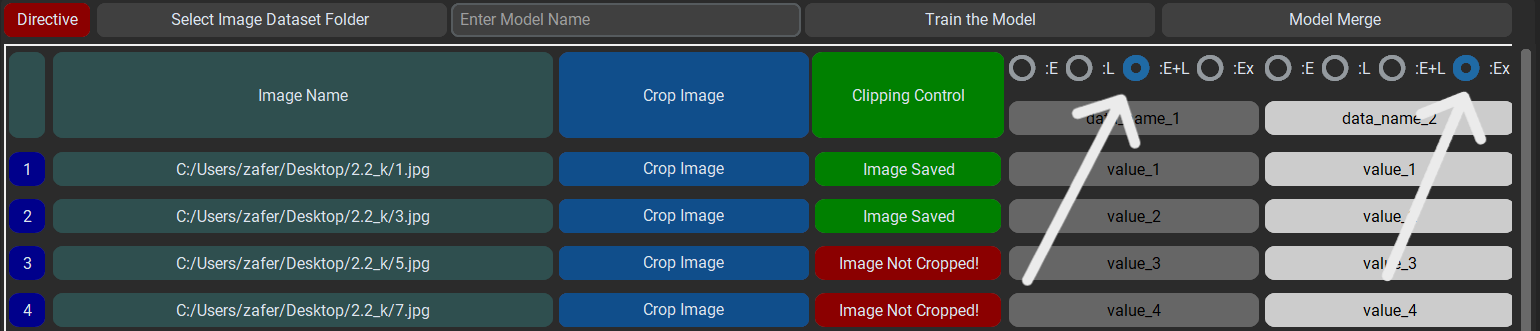 Directive Select Image Dataset Folder Enter Model Name Train the Model Model Merge
:E :L :E+L :Ex :E :L :E+L :Ex
Image Name Crop Image Clipping Control
data_name_1 data_name_2
1 C:/Users/zafer/Desktop/2.2_k/1.jpg Crop Image Image Saved value_1 value_1
2 C:/Users/zafer/Desktop/2.2_k/3.jpg Crop Image Image Saved value_2
3 C:/Users/zafer/Desktop/2.2_k/5.jpg Crop Image Image Not Cropped! value_3 value_3
4 C:/Users/zafer/Desktop/2.2_k/7.jpg Crop Image Image Not Cropped! value_4 value_4